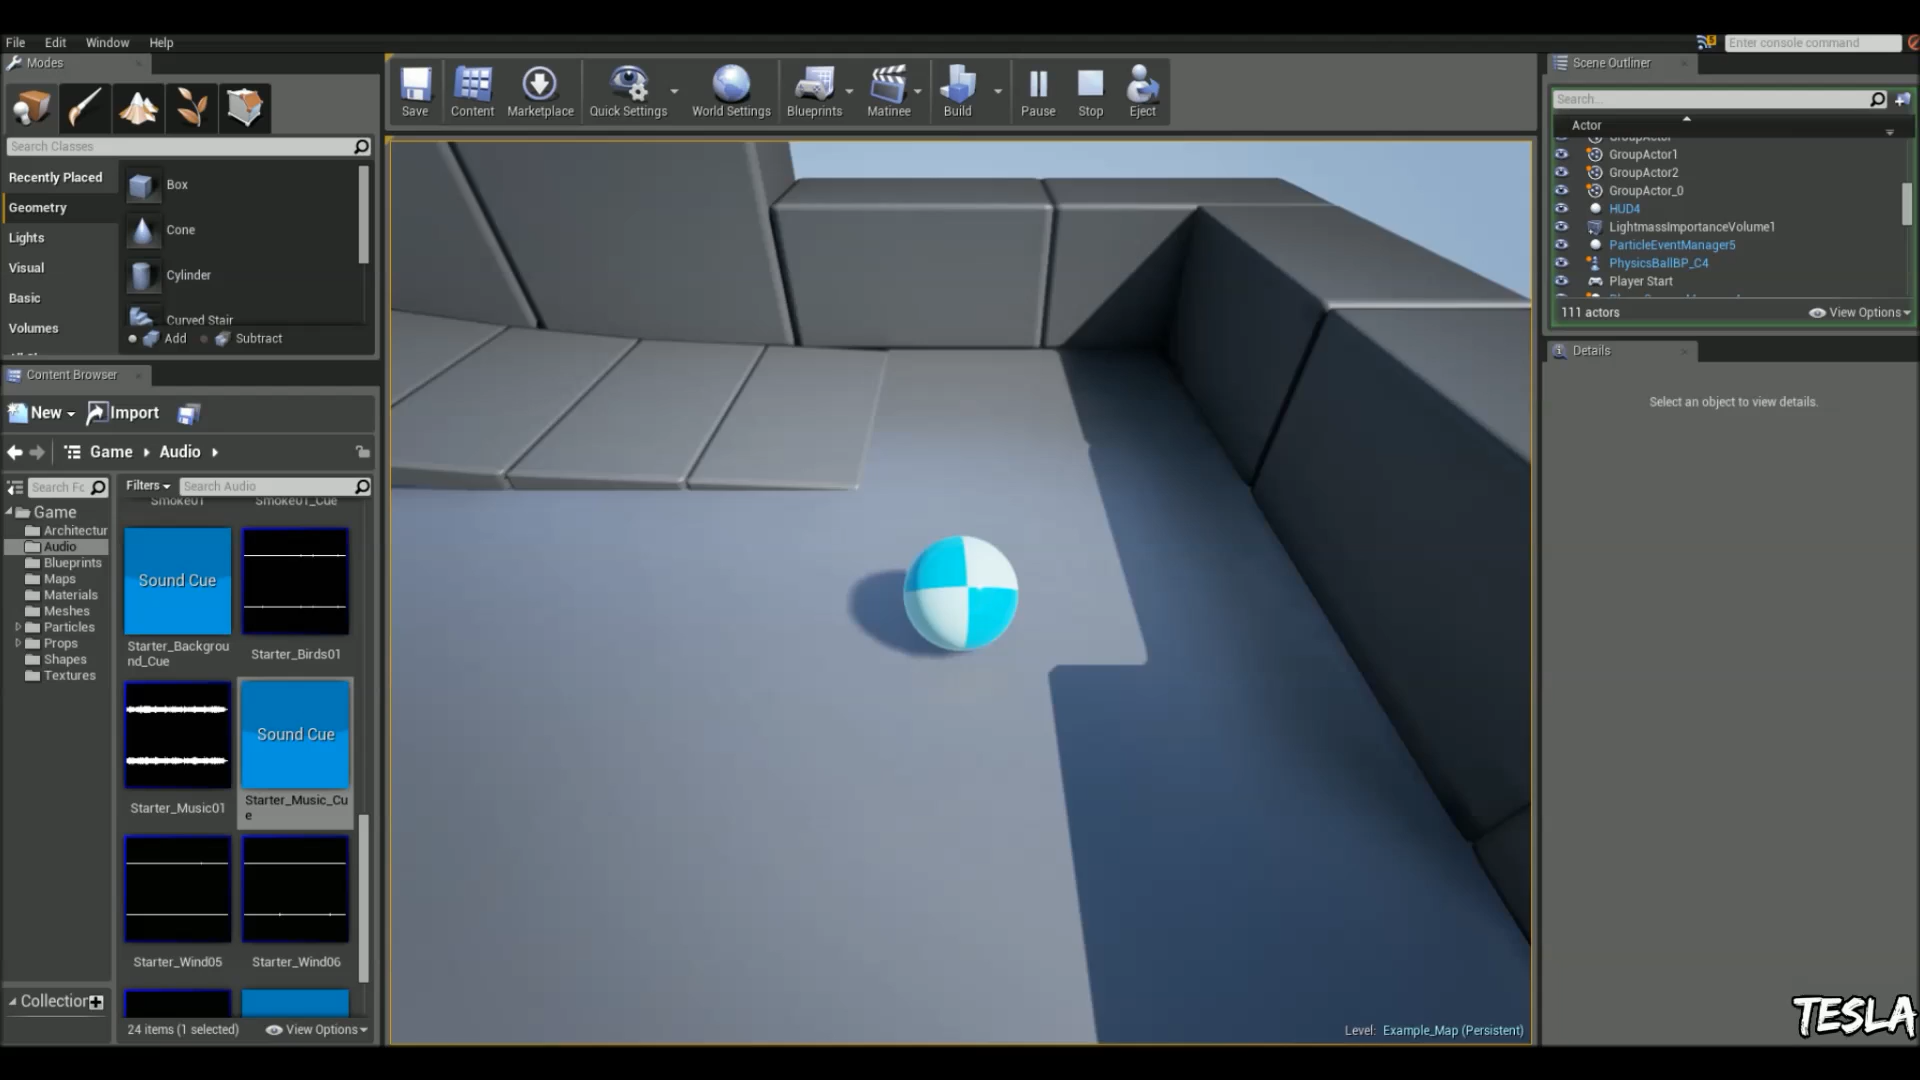 File Edit Window Help
Enter console command
Modes
Save
Content
Marketplace
Quick Settings
World Settings
Blueprints
Matinee
Build
Pause
Stop
Eject
Search Classes
Recently Placed
Geometry
Lights
Visual
Basic
Volumes
Box
Cone
Cylinder
Curved Stair
Add
Subtract
Content Browser
New
Import
Game
Audio
Search Fc
Filters
Search Audio
Game
Architectur
Audio
Blueprints
Maps
Materials
Meshes
Particles
Props
Shapes
Textures
Smoke01
Smoke01_Cue
Sound Cue
Starter_Backgrou
nd_Cue
Starter_Birds01
Starter_Music01
Sound Cue
Starter_Music_Cu
e
Starter_Wind05
Starter_Wind06
Collection
24 items (1 selected)
View Options
Level: Example_Map (Persistent)
Scene Outliner
Search...
Actor
GroupActor
GroupActor1
GroupActor2
GroupActor_0
HUD4
LightmassImportanceVolume1
ParticleEventManager5
PhysicsBallBP_C4
Player Start
111 actors
View Options
Details
Select an object to view details.
TESLA